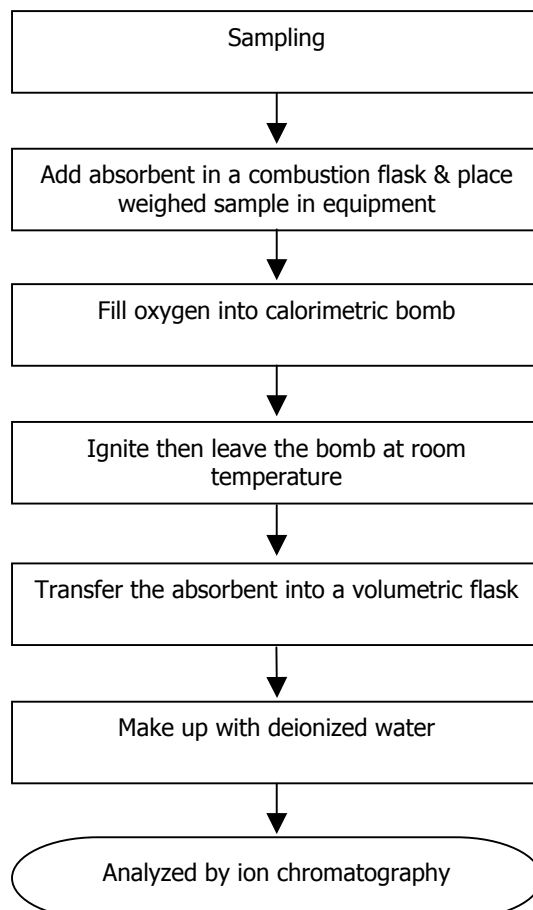 Sampling
Add absorbent in a combustion flask & place
weighed sample in equipment
Fill oxygen into calorimetric bomb
Ignite then leave the bomb at room
temperature
Transfer the absorbent into a volumetric flask
Make up with deionized water
Analyzed by ion chromatography